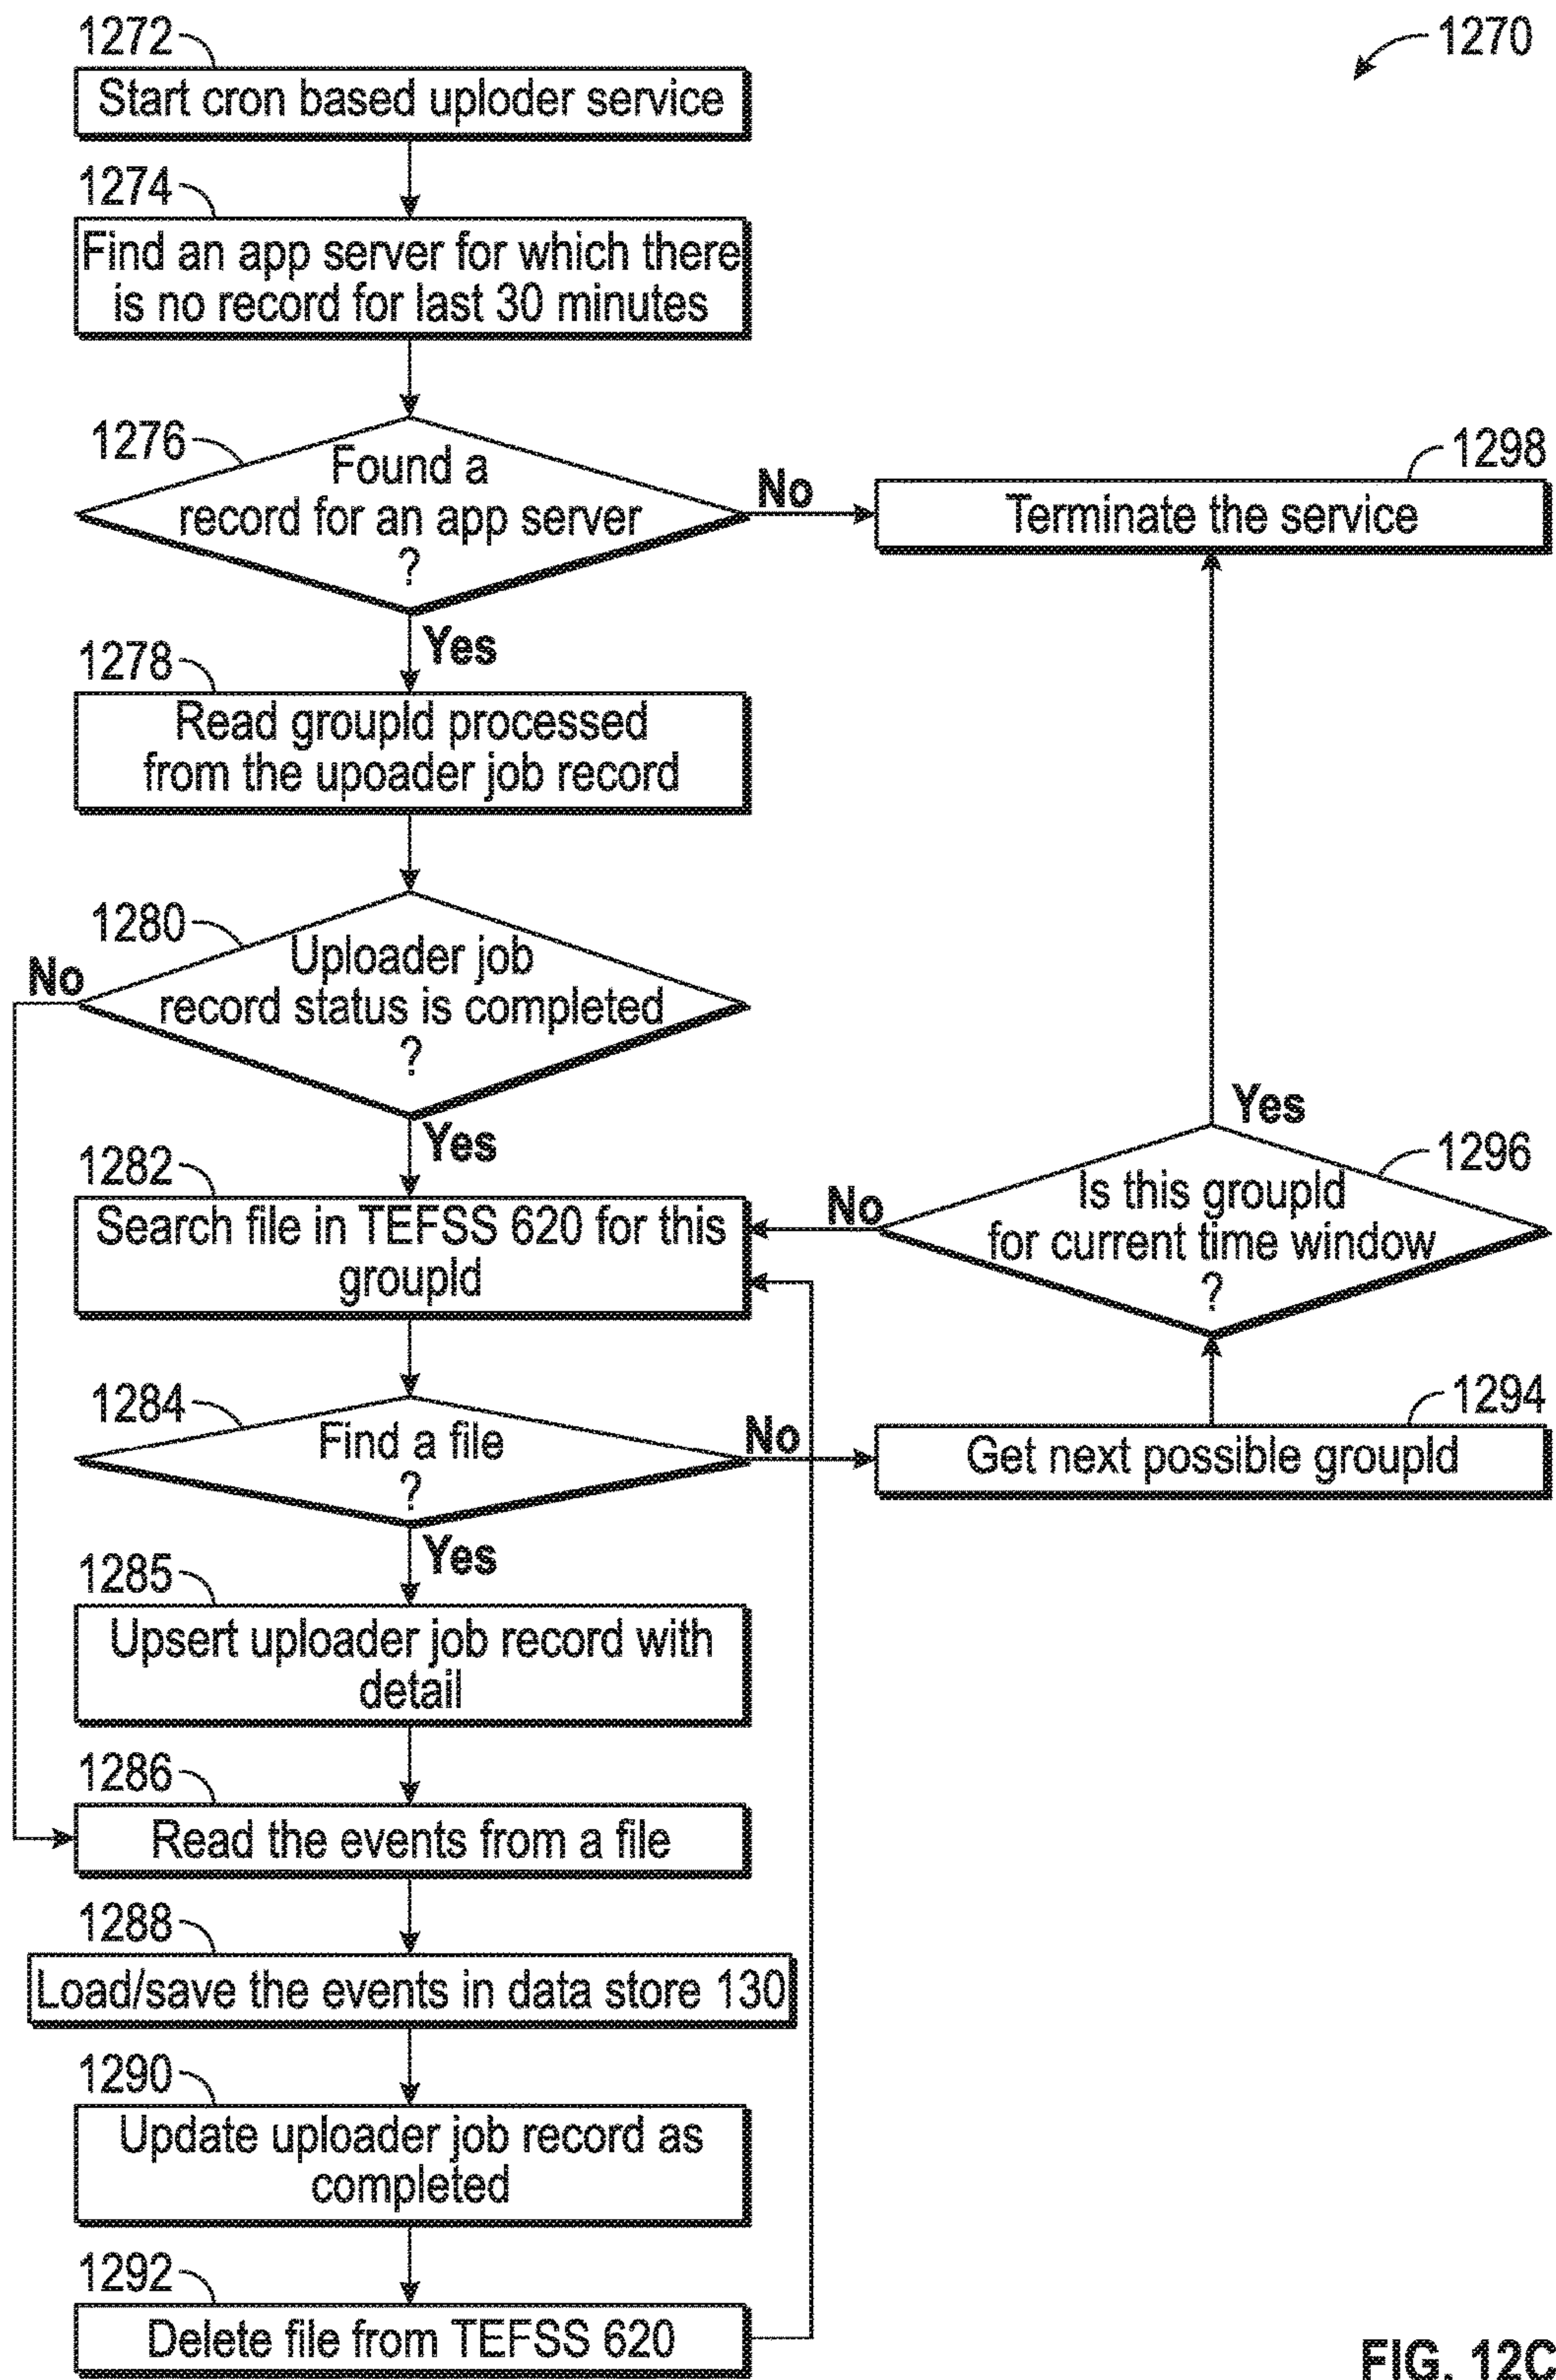 1272
1270
Start cron based uploder service
1274
Find an app server for which there
is no record for last 30 minutes
1276
Found a
record for an app server
?
No
1298
Terminate the service
Yes
1278
Read groupId processed
from the upoader job record
1280
No
Uploader job
record status is completed
?
Yes
Yes
1282
Search file in TEFSS 620 for this
groupId
No
1296
Is this groupId
for current time window
?
1284
Find a file
?
No
1294
Get next possible groupId
Yes
1285
Upsert uploader job record with
detail
1286
Read the events from a file
1288
Load/save the events in data store 130
1290
Update uploader job record as
completed
1292
Delete file from TEFSS 620
FIG. 12C